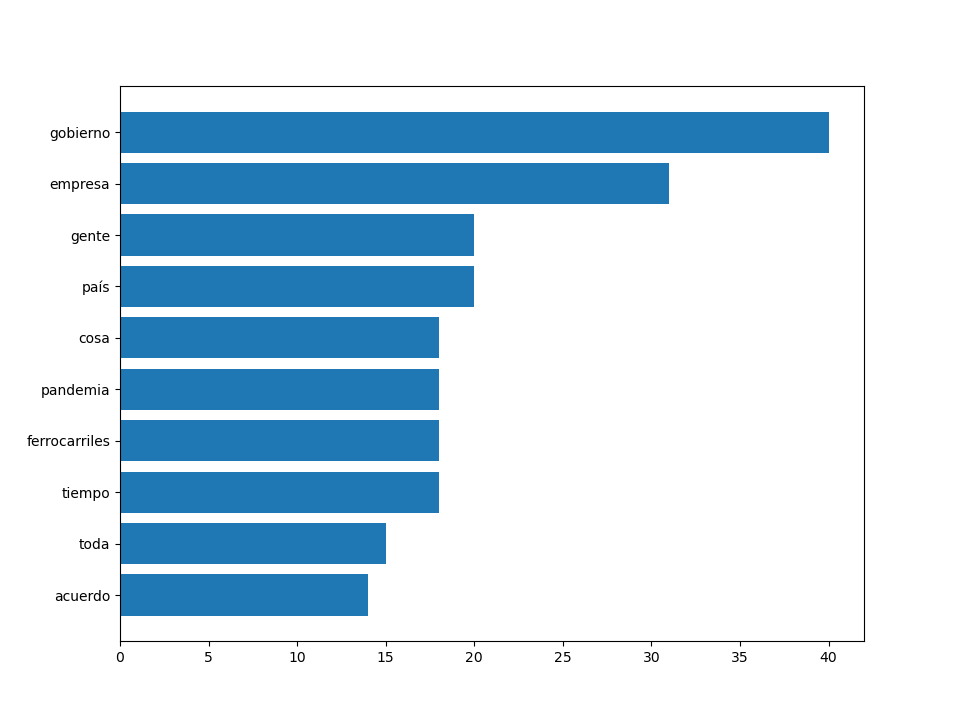 gobierno
empresa
gente
país
cosa
pandemia
ferrocarriles
tiempo
toda
acuerdo
0 5 10 15 20 25 30 35 40